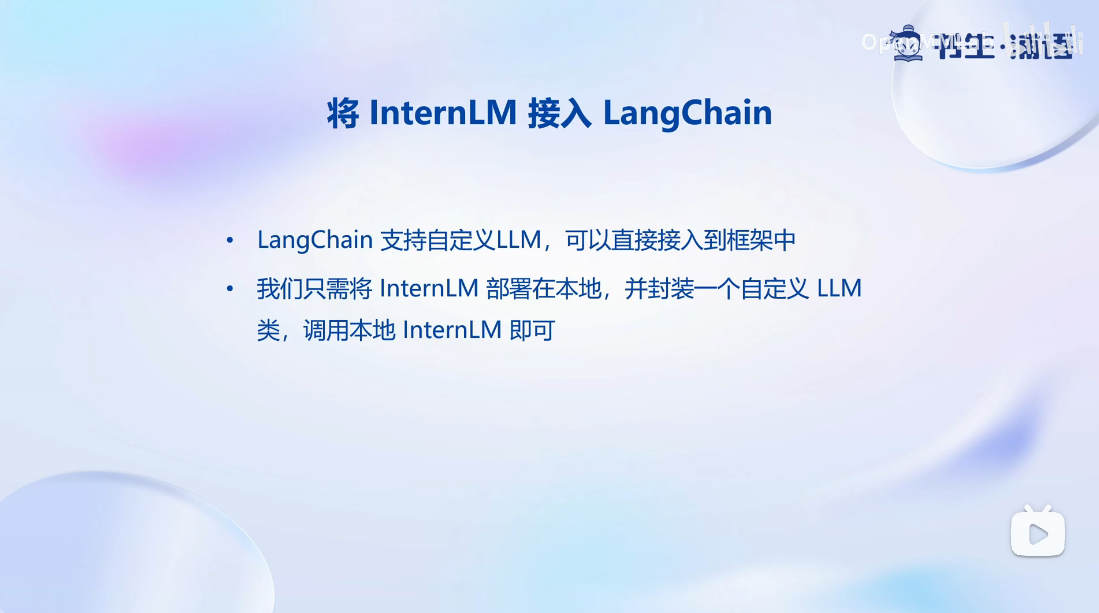 书生·浦语
将 InternLM 接入 LangChain
• LangChain 支持自定义LLM，可以直接接入到框架中
• 我们只需将 InternLM 部署在本地，并封装一个自定义 LLM
类，调用本地 InternLM 即可